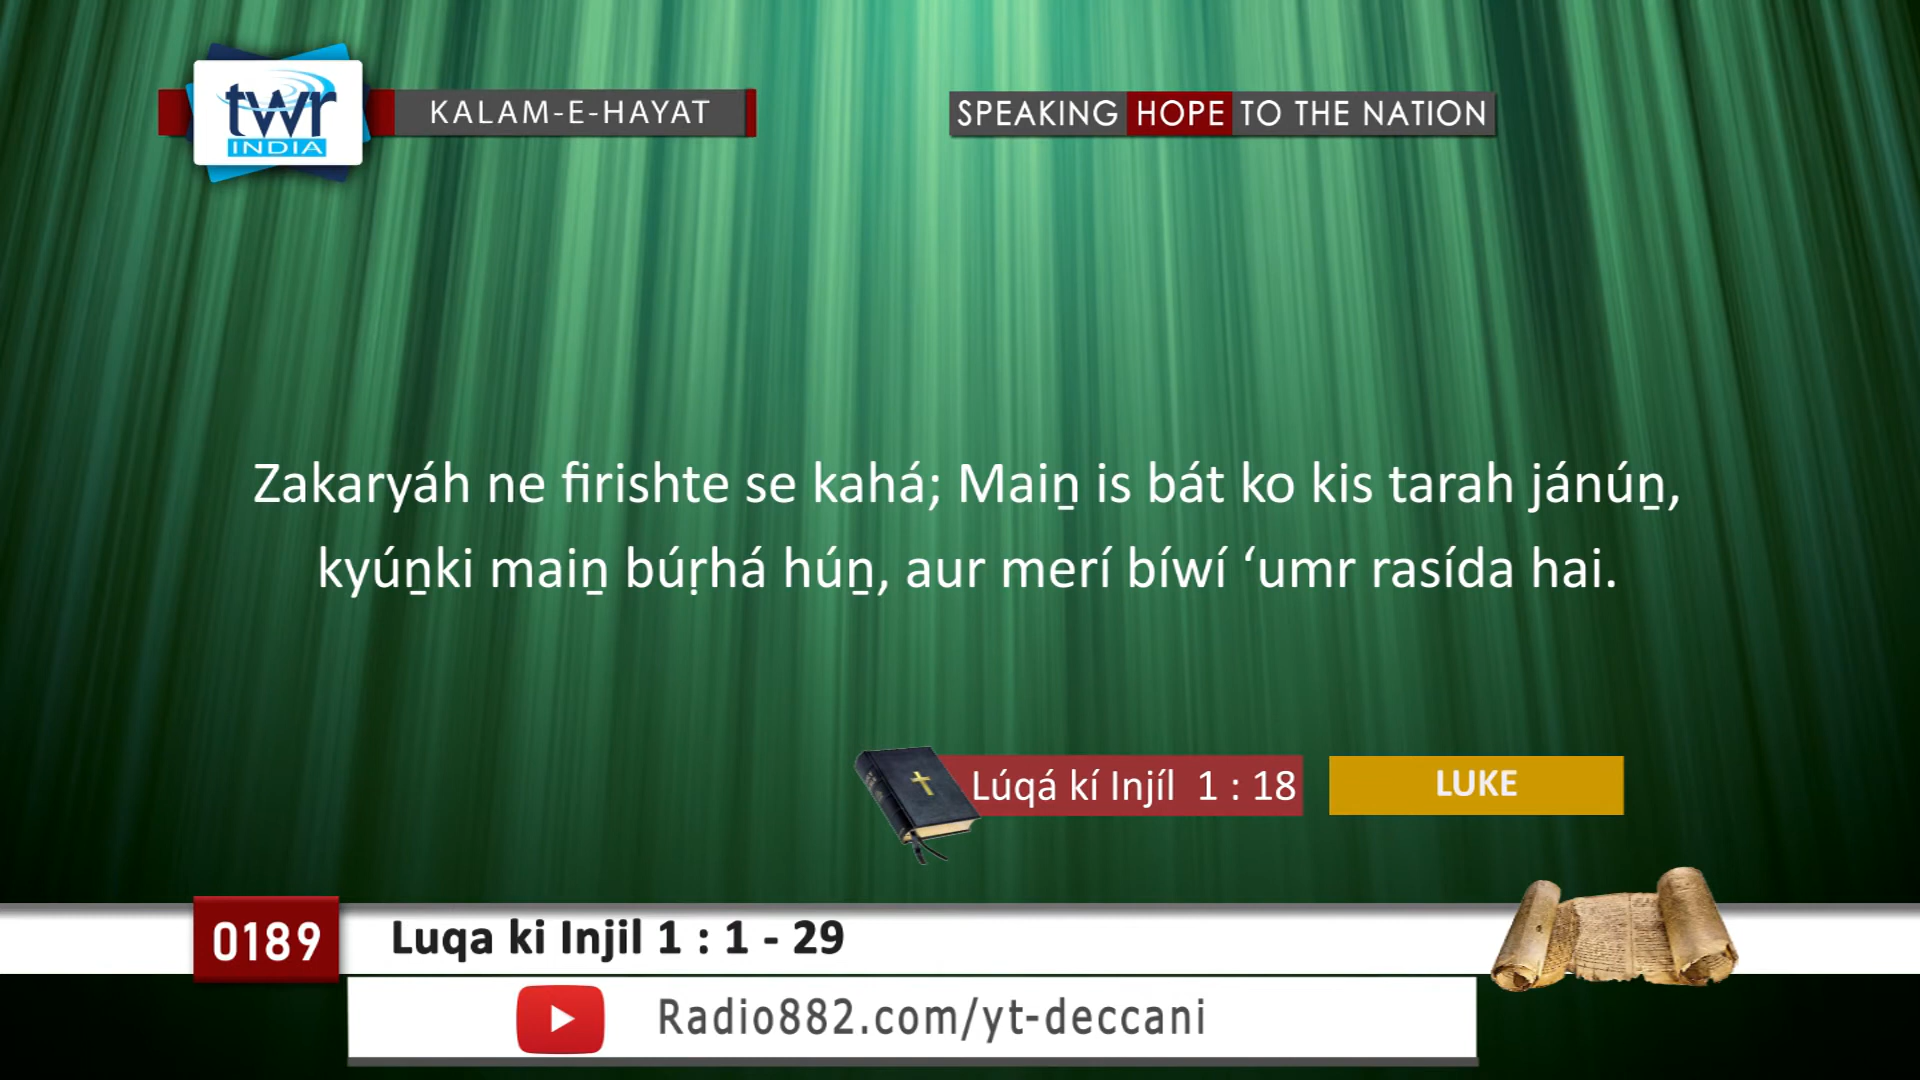 twr
INDIA
KALAM-E-HAYAT
SPEAKING HOPE TO THE NATION
Zakaryáh ne firishte se kahá; Maiṉ is bát ko kis tarah jánúṉ,
kyúṉki maiṉ búṛhá húṉ, aur merí bíwí ‘umr rasída hai.
Lúqá kí Injíl 1 : 18
LUKE
0189
Luqa ki Injil 1 : 1 - 29
Radio882.com/yt-deccani